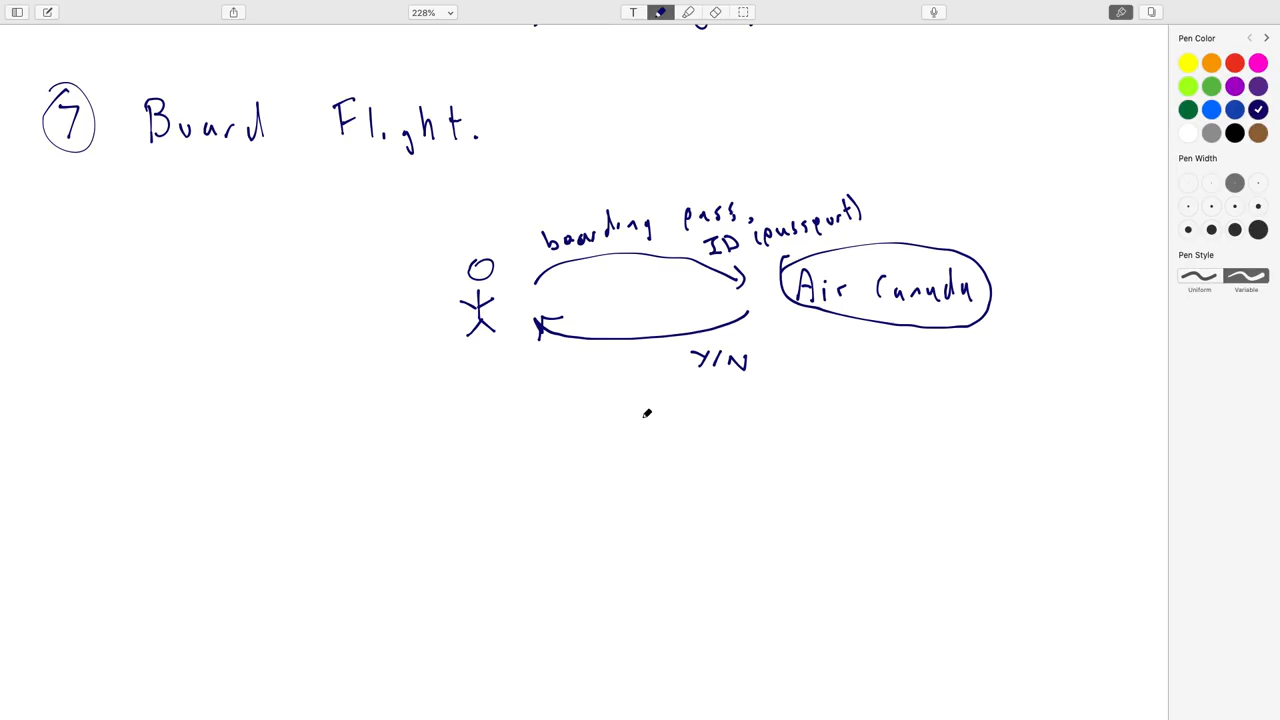 228%
T
Pen Color
7 Board Flight.
Pen Width
boarding pass,
ID (passport)
Air Canada
Pen Style
Uniform Variable
Y/N